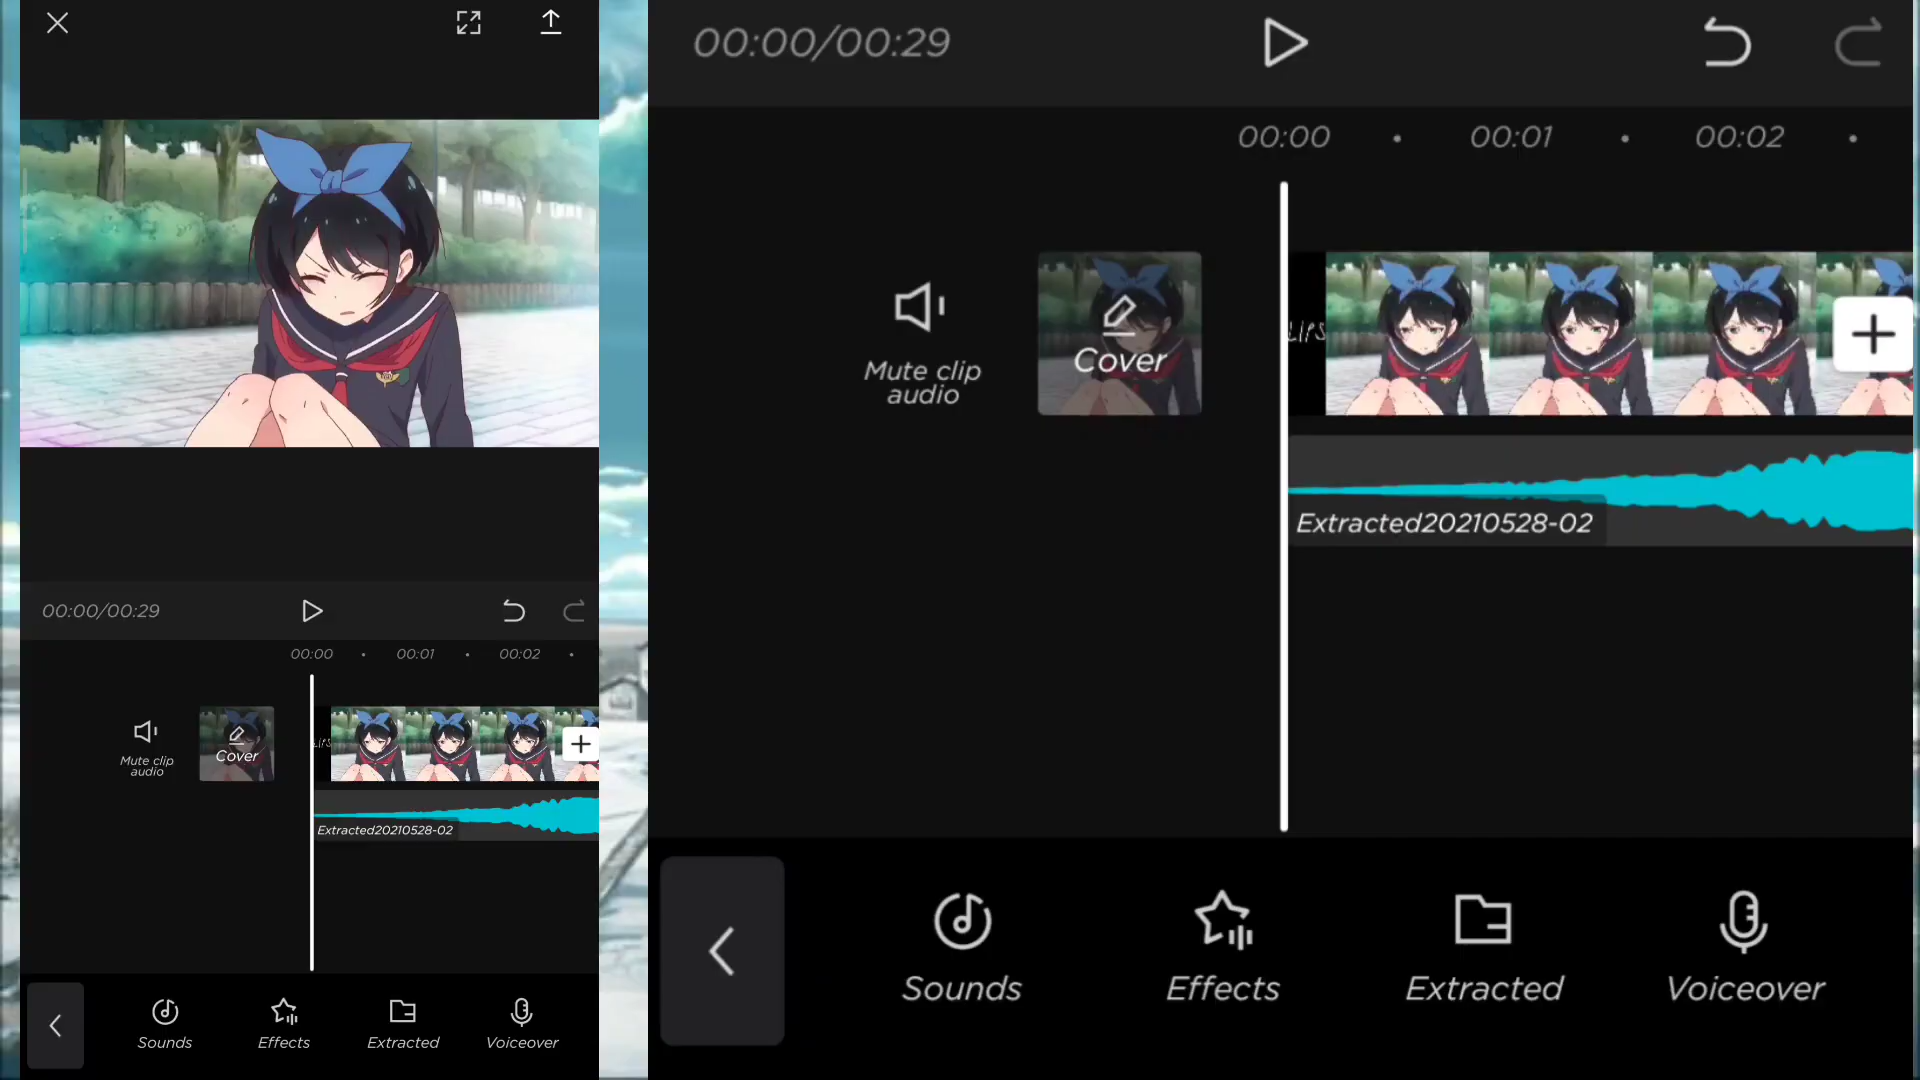 00:00/00:29
00:00 00:01 00:02
Mute clip
audio
Cover
LIPS
Extracted20210528-02
Sounds Effects Extracted Voiceover
00:00/00:29
00:00 00:01 00:02
Mute clip
audio
Cover
LIPS
Extracted20210528-02
Sounds Effects Extracted Voiceover